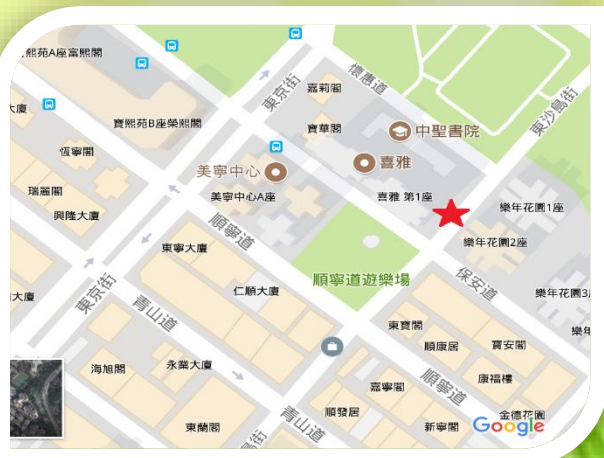 熙苑A座富熙閣
東京街
嘉莉閣
懷惠道
東沙島街
大廈
寶熙苑B座榮熙閣
寶華閣
中聖書院
恆寧閣
美寧中心
喜雅
瑞麗閣
美寧中心A座
喜雅 第1座
樂年花園1座
興隆大廈
順寧道
東寧大廈
樂年花園2座
順寧道遊樂場
保安道
仁順大廈
樂年花園3
大廈
東京街
青山道
東寶閣
樂年
順康居
寶安閣
海旭閣
永業大廈
嘉寧閣
順寧道
康福樓
順發居
金德花園
東蘭閣
街
青山道
新寧閣
Google